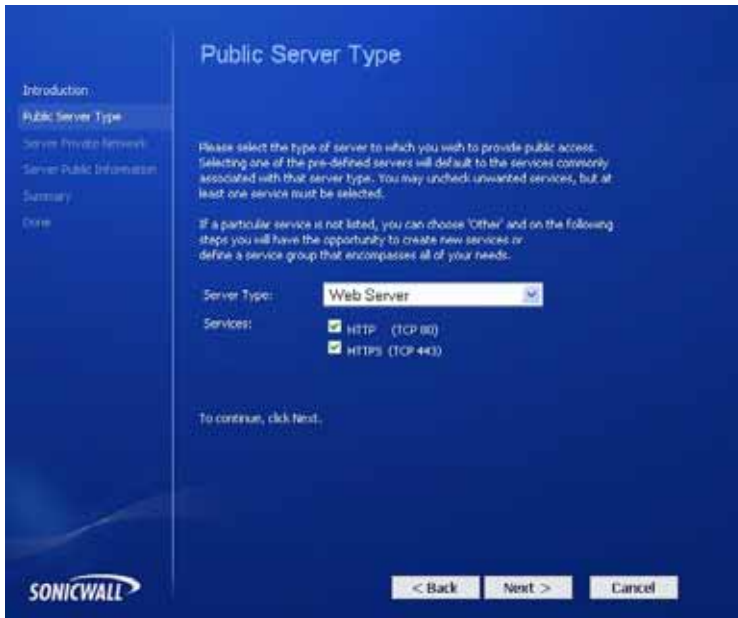 Public Server Type
Introduction
Public Server Type
Server Private Network
Server Public Information
Summary
Done
Please select the type of server to which you wish to provide public access.
Selecting one of the pre-defined servers will default to the services commonly
associated with that server type. You may uncheck unwanted services, but at
least one service must be selected.
If a particular service is not listed, you can choose 'Other' and on the following
steps you will have the opportunity to create new services or
define a service group that encompasses all of your needs.
Server Type: Web Server
Services: HTTP (TCP 80)
HTTPS (TCP 443)
To continue, click Next.
SONICWALL
< Back Next > Cancel